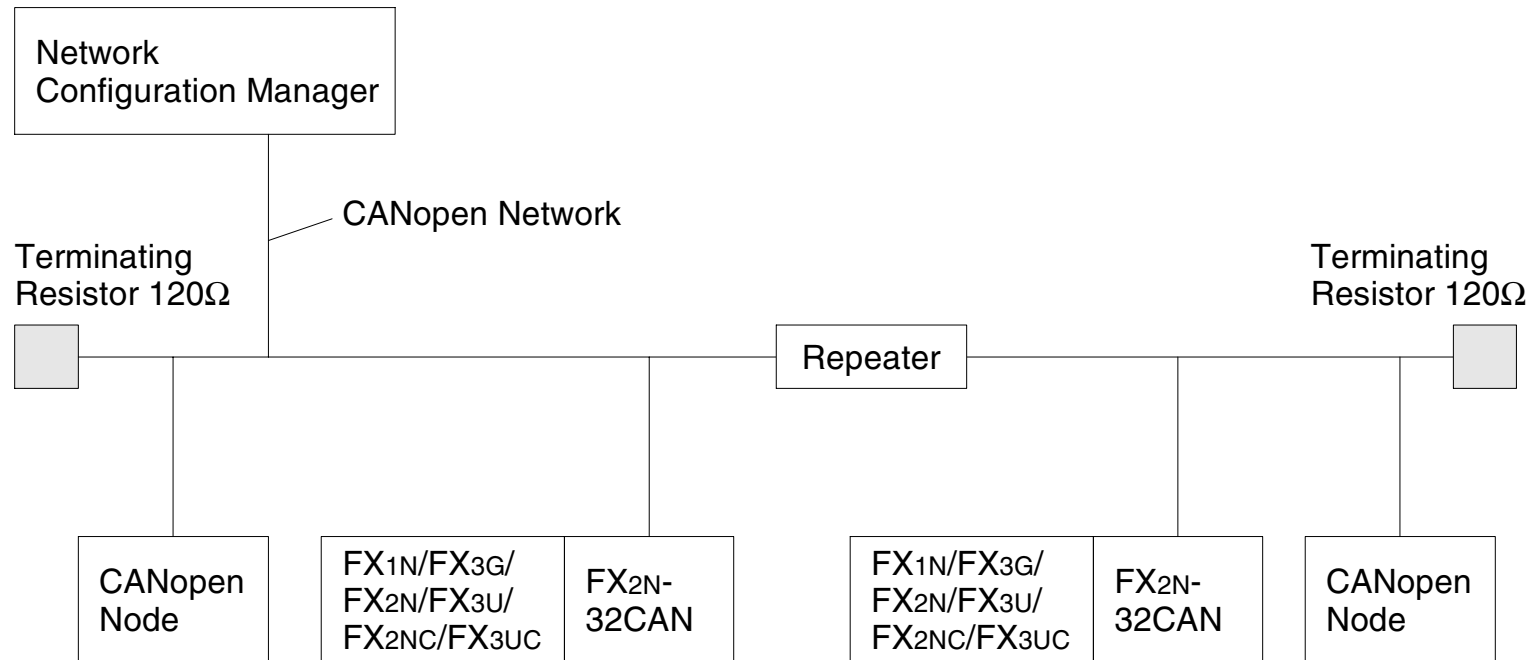 Network
Configuration Manager
CANopen Network
Terminating
Resistor 120Ω
Terminating
Resistor 120Ω
Repeater
CANopen
Node
FX1N/FX3G/
FX2N/FX3U/
FX2NC/FX3UC
FX2N-
32CAN
FX1N/FX3G/
FX2N/FX3U/
FX2NC/FX3UC
FX2N-
32CAN
CANopen
Node